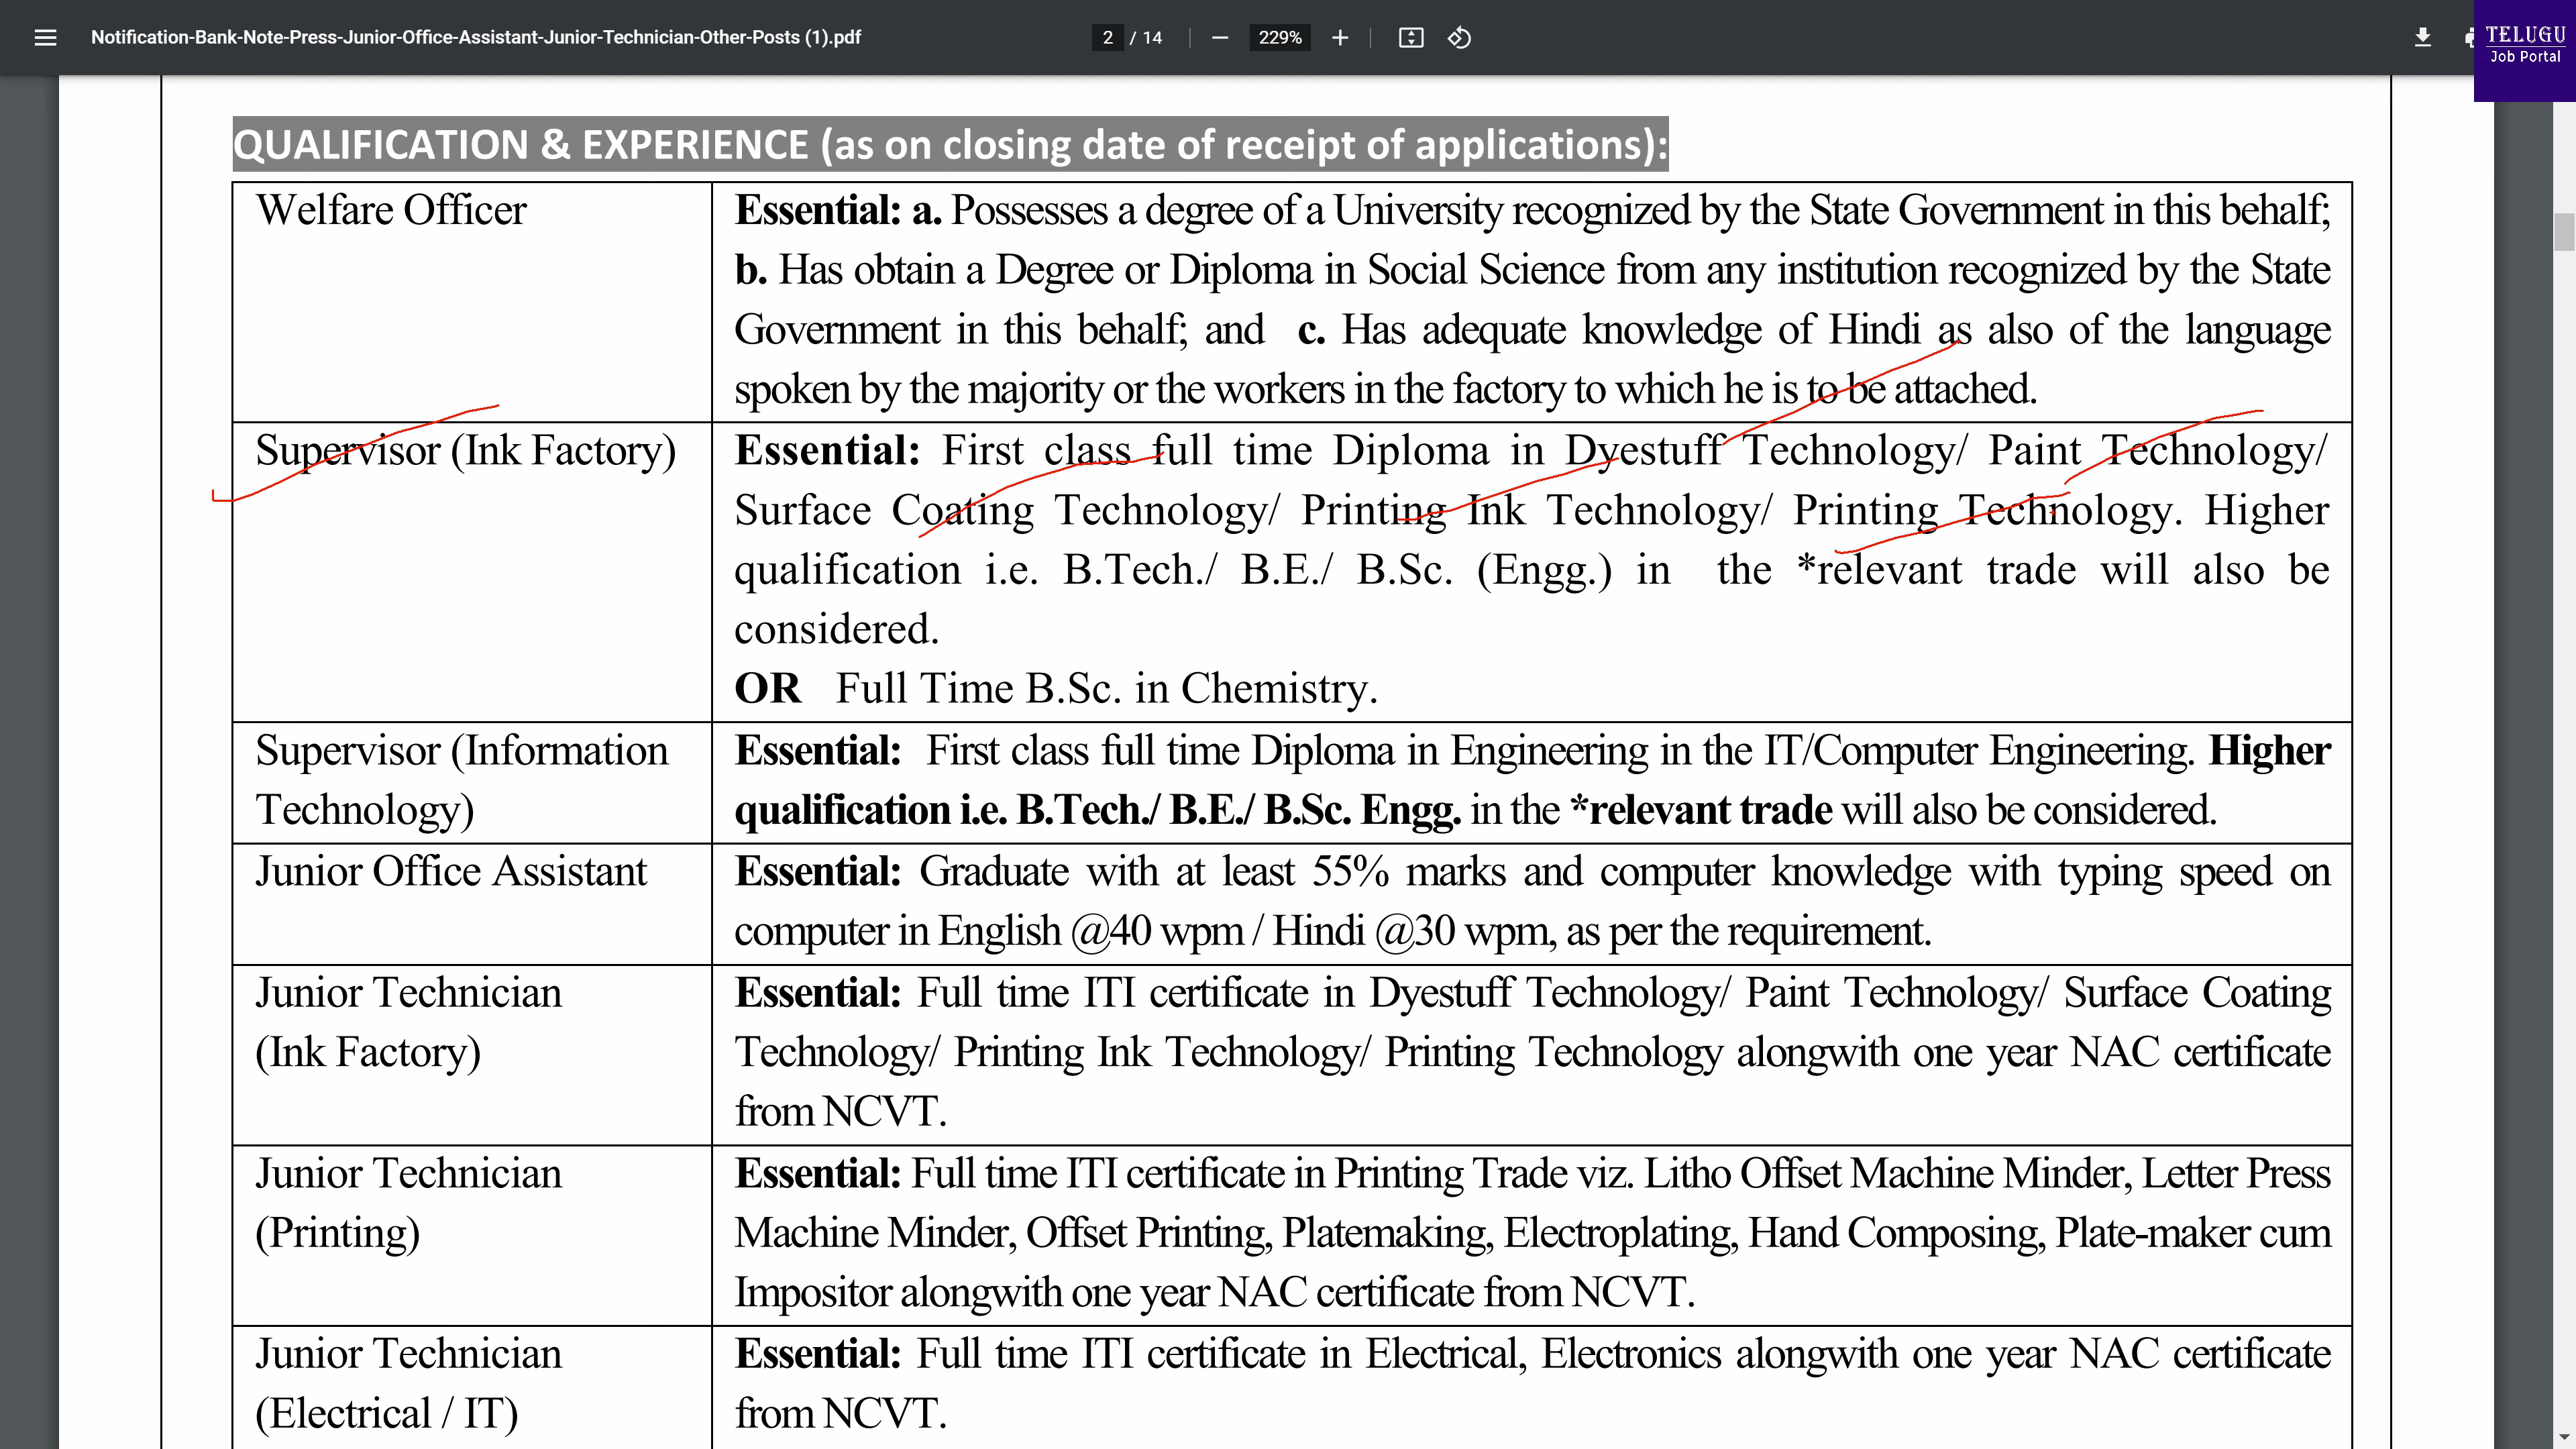 Notification-Bank-Note-Press-Junior-Office-Assistant-Junior-Technician-Other-Posts (1).pdf
2 / 14
229%
TELUGU
Job Portal
QUALIFICATION & EXPERIENCE (as on closing date of receipt of applications):
Welfare Officer
Essential: a. Possesses a degree of a University recognized by the State Government in this behalf;
b. Has obtain a Degree or Diploma in Social Science from any institution recognized by the State
Government in this behalf; and c. Has adequate knowledge of Hindi as also of the language
spoken by the majority or the workers in the factory to which he is to be attached.
Supervisor (Ink Factory)
Essential: First class full time Diploma in Dyestuff Technology/ Paint Technology/
Surface Coating Technology/ Printing Ink Technology/ Printing Technology. Higher
qualification i.e. B.Tech./ B.E./ B.Sc. (Engg.) in the *relevant trade will also be
considered.
OR Full Time B.Sc. in Chemistry.
Supervisor (Information
Technology)
Essential: First class full time Diploma in Engineering in the IT/Computer Engineering. Higher
qualification i.e. B.Tech./ B.E./ B.Sc. Engg. in the *relevant trade will also be considered.
Junior Office Assistant
Essential: Graduate with at least 55% marks and computer knowledge with typing speed on
computer in English @40 wpm / Hindi @30 wpm, as per the requirement.
Junior Technician
(Ink Factory)
Essential: Full time ITI certificate in Dyestuff Technology/ Paint Technology/ Surface Coating
Technology/ Printing Ink Technology/ Printing Technology alongwith one year NAC certificate
from NCVT.
Junior Technician
(Printing)
Essential: Full time ITI certificate in Printing Trade viz. Litho Offset Machine Minder, Letter Press
Machine Minder, Offset Printing, Platemaking, Electroplating, Hand Composing, Plate-maker cum
Impositor alongwith one year NAC certificate from NCVT.
Junior Technician
(Electrical / IT)
Essential: Full time ITI certificate in Electrical, Electronics alongwith one year NAC certificate
from NCVT.